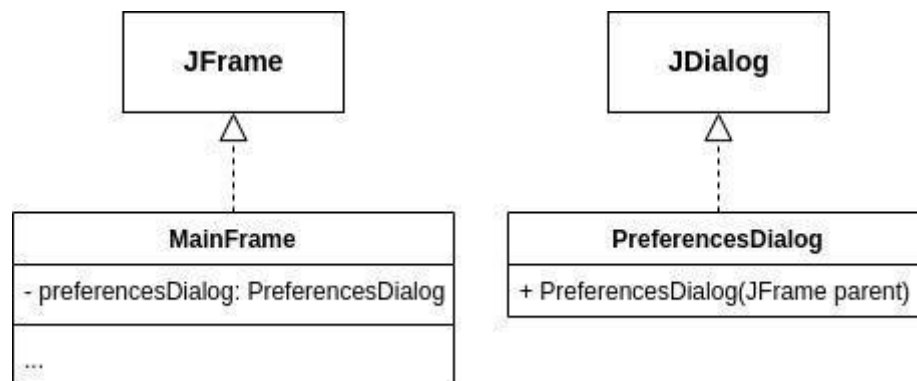 JFrame
JDialog
MainFrame
- preferencesDialog: PreferencesDialog
...
PreferencesDialog
+ PreferencesDialog(JFrame parent)